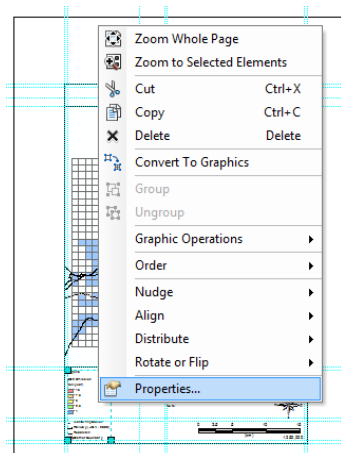 Zoom Whole Page
Zoom to Selected Elements
Cut Ctrl+X
Copy Ctrl+C
Delete Delete
Convert To Graphics
Group
Ungroup
Graphic Operations
Order
Nudge
Align
Distribute
Rotate or Flip
Properties...